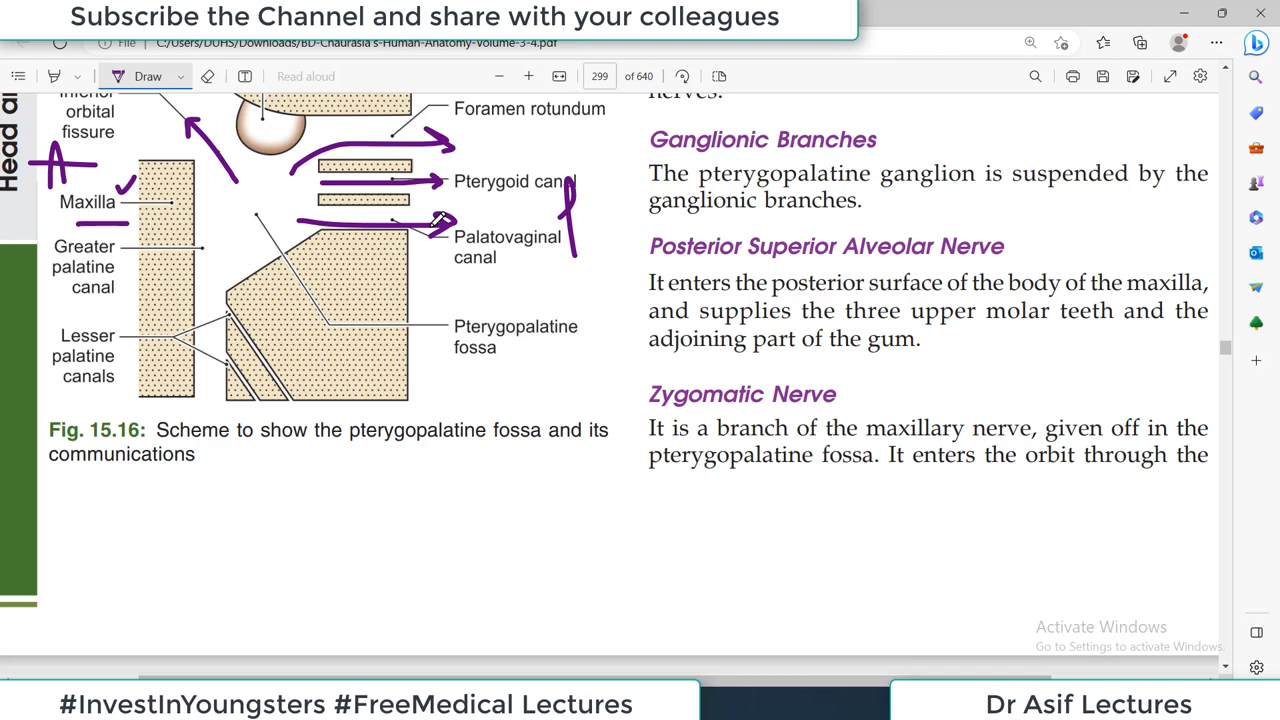 Subscribe the Channel and share with your colleagues
File
C:/Users/DUHS/Downloads/BD-Chaurasia's-Human-Anatomy-Volume-3-4.pdf
Draw
Read aloud
299
of 640
Head an
Inferior
orbital
fissure
A
Maxilla
Greater
palatine
canal
Lesser
palatine
canals
Foramen rotundum
Pterygoid canal
Palatovaginal
canal
Pterygopalatine
fossa
Fig. 15.16: Scheme to show the pterygopalatine fossa and its
communications
nerves.
Ganglionic Branches
The pterygopalatine ganglion is suspended by the
ganglionic branches.
Posterior Superior Alveolar Nerve
It enters the posterior surface of the body of the maxilla,
and supplies the three upper molar teeth and the
adjoining part of the gum.
Zygomatic Nerve
It is a branch of the maxillary nerve, given off in the
pterygopalatine fossa. It enters the orbit through the
Activate Windows
Go to Settings to activate Windows.
#InvestInYoungsters #FreeMedical Lectures
Dr Asif Lectures